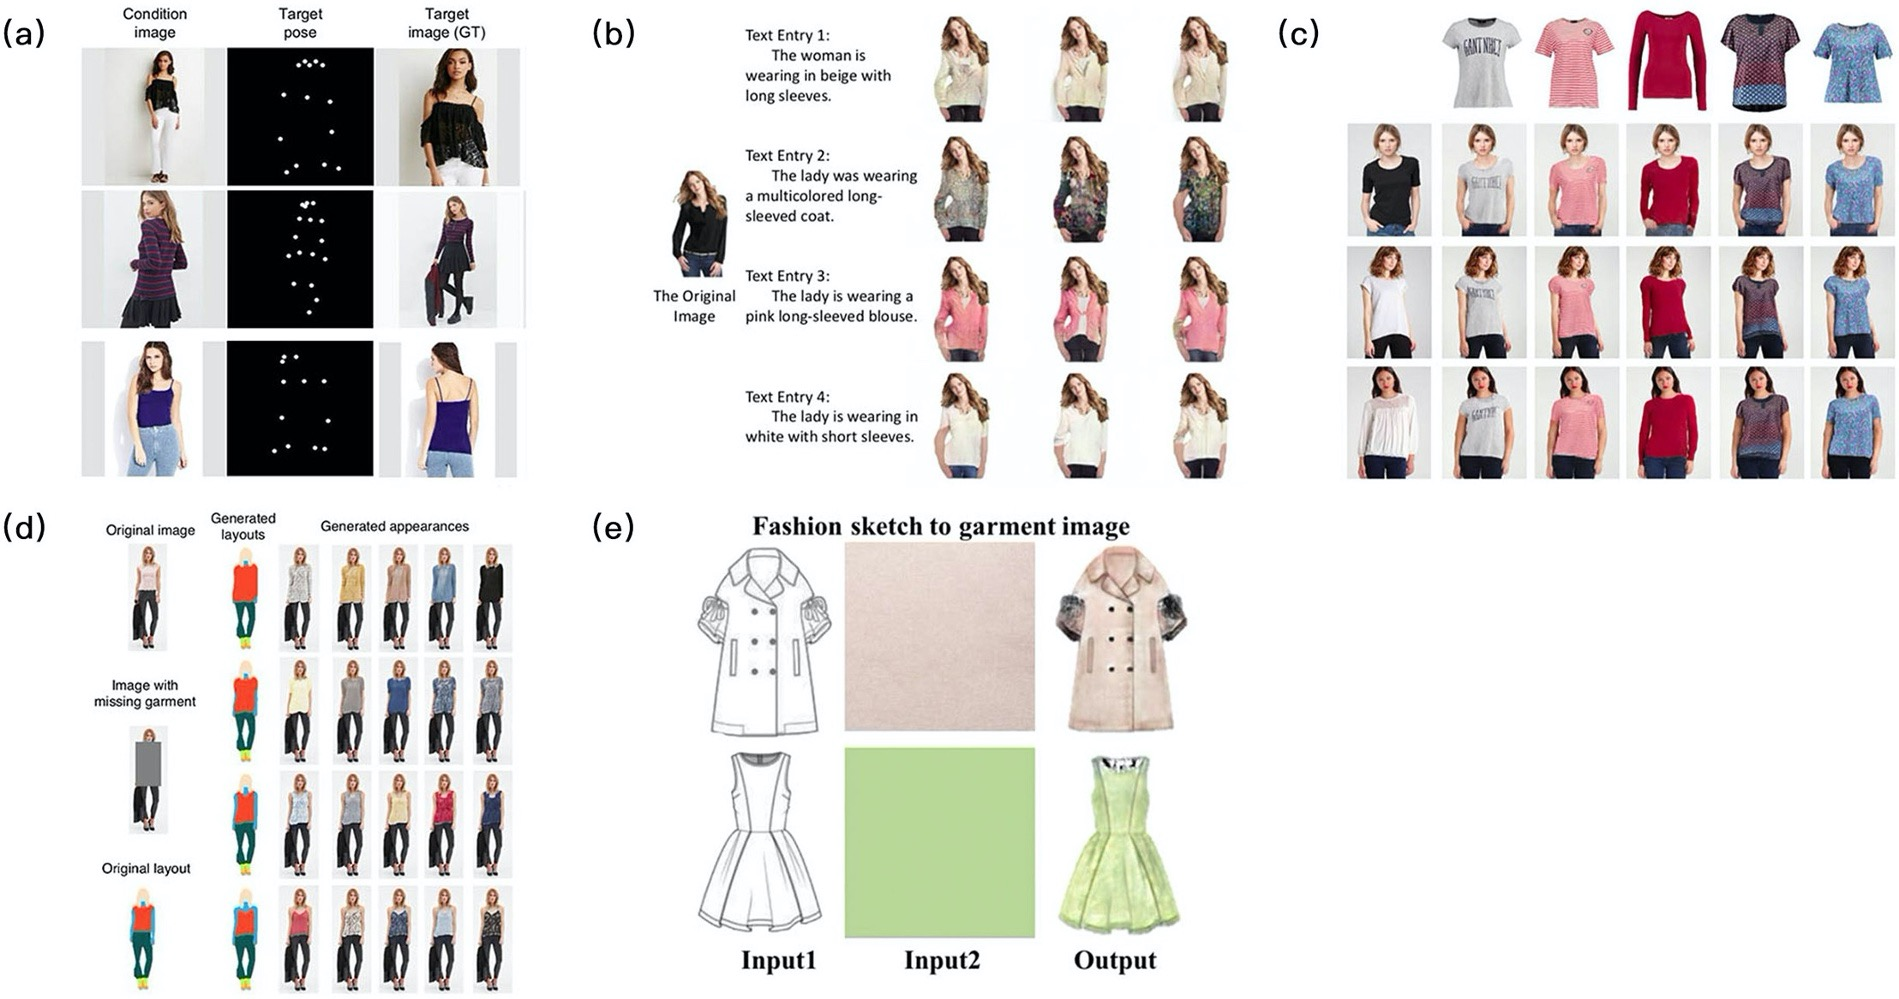 (a)
Condition
image
Target
pose
Target
image (GT)
(b)
Text Entry 1:
The woman is
wearing in beige with
long sleeves.
Text Entry 2:
The lady was wearing
a multicolored long-
sleeved coat.
The Original
Image
Text Entry 3:
The lady is wearing a
pink long-sleeved blouse.
Text Entry 4:
The lady is wearing in
white with short sleeves.
(c)
(d)
Original image
Generated
layouts
Generated appearances
Image with
missing garment
Original layout
(e)
Fashion sketch to garment image
Input1
Input2
Output